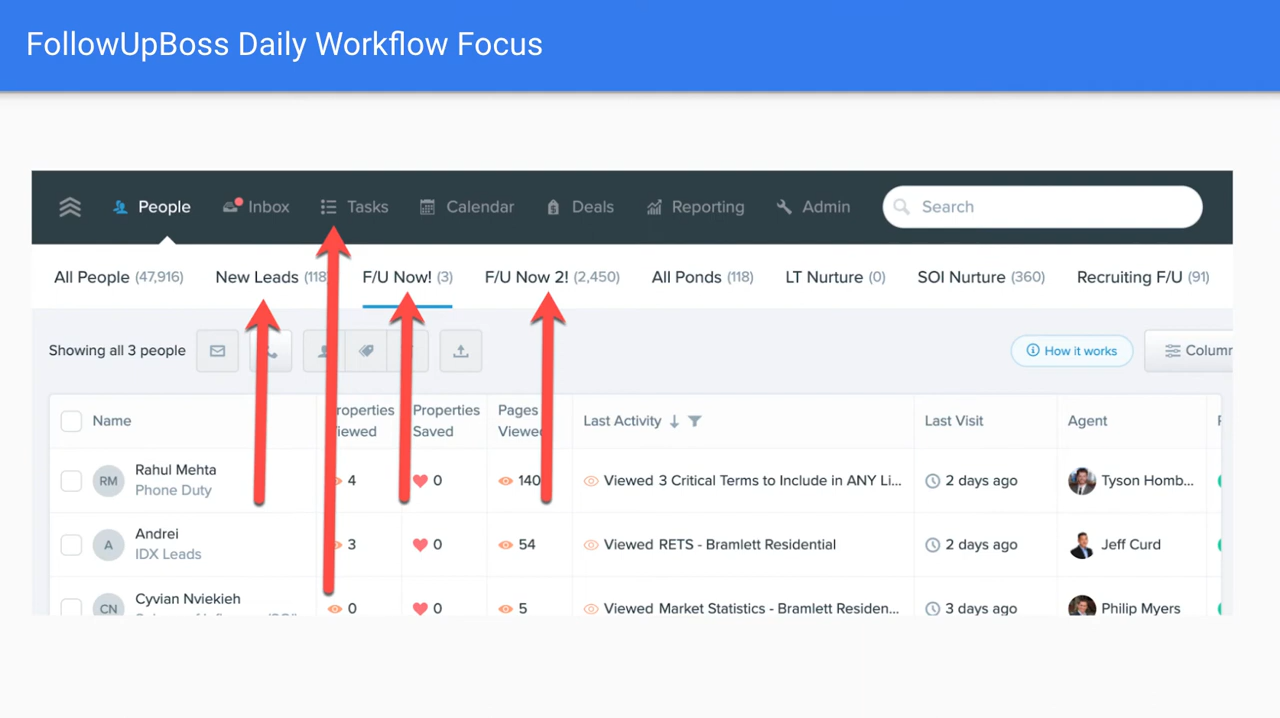 FollowUpBoss Daily Workflow Focus
People Inbox Tasks Calendar Deals Reporting Admin Search
All People (47,916) New Leads (118 F/U Now! (3) F/U Now 2! (2,450) All Ponds (118) LT Nurture (0) SOI Nurture (360) Recruiting F/U (91)
Showing all 3 people How it works Column
Name Properties Viewed Properties Saved Pages Viewed Last Activity Last Visit Agent
RM Rahul Mehta 4 0 140 Viewed 3 Critical Terms to Include in ANY Li... 2 days ago Tyson Homb...
Phone Duty
A Andrei 3 0 54 Viewed RETS - Bramlett Residential 2 days ago Jeff Curd
IDX Leads
CN Cyvian Nviekieh 0 0 5 Viewed Market Statistics - Bramlett Residen... 3 days ago Philip Myers